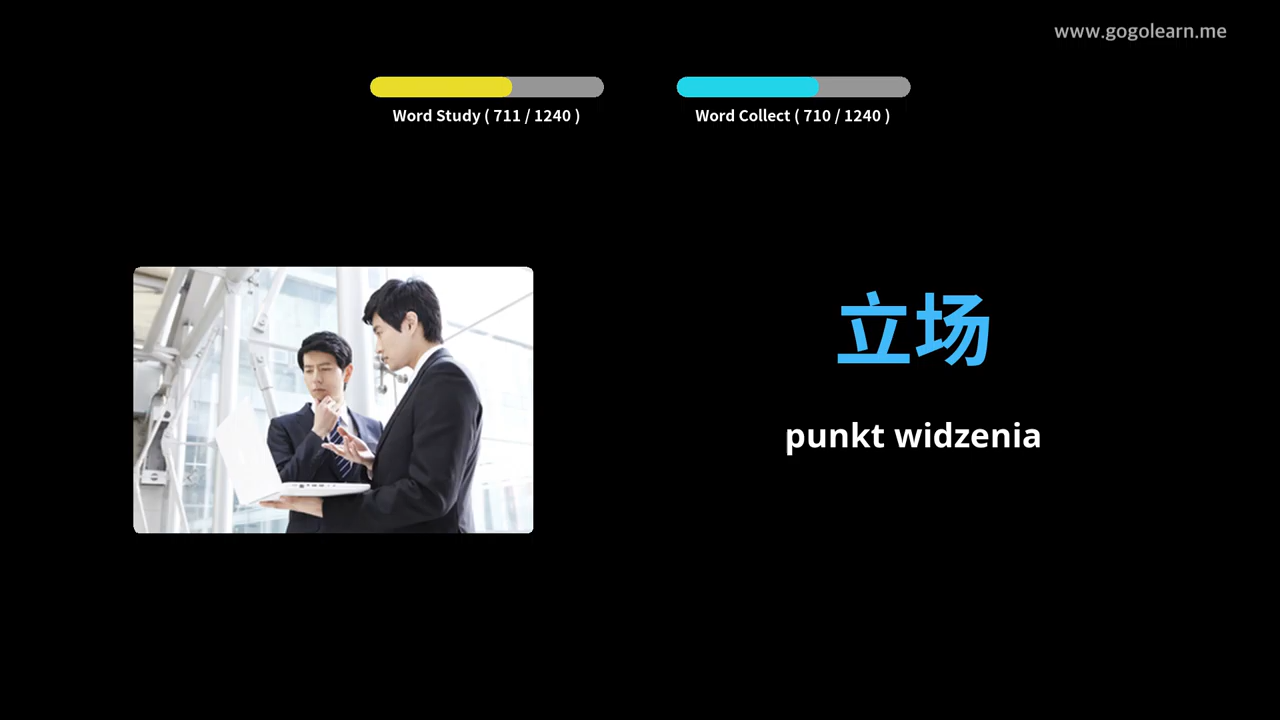 www.gogolearn.me
Word Study ( 711 / 1240 )
Word Collect ( 710 / 1240 )
立场
punkt widzenia